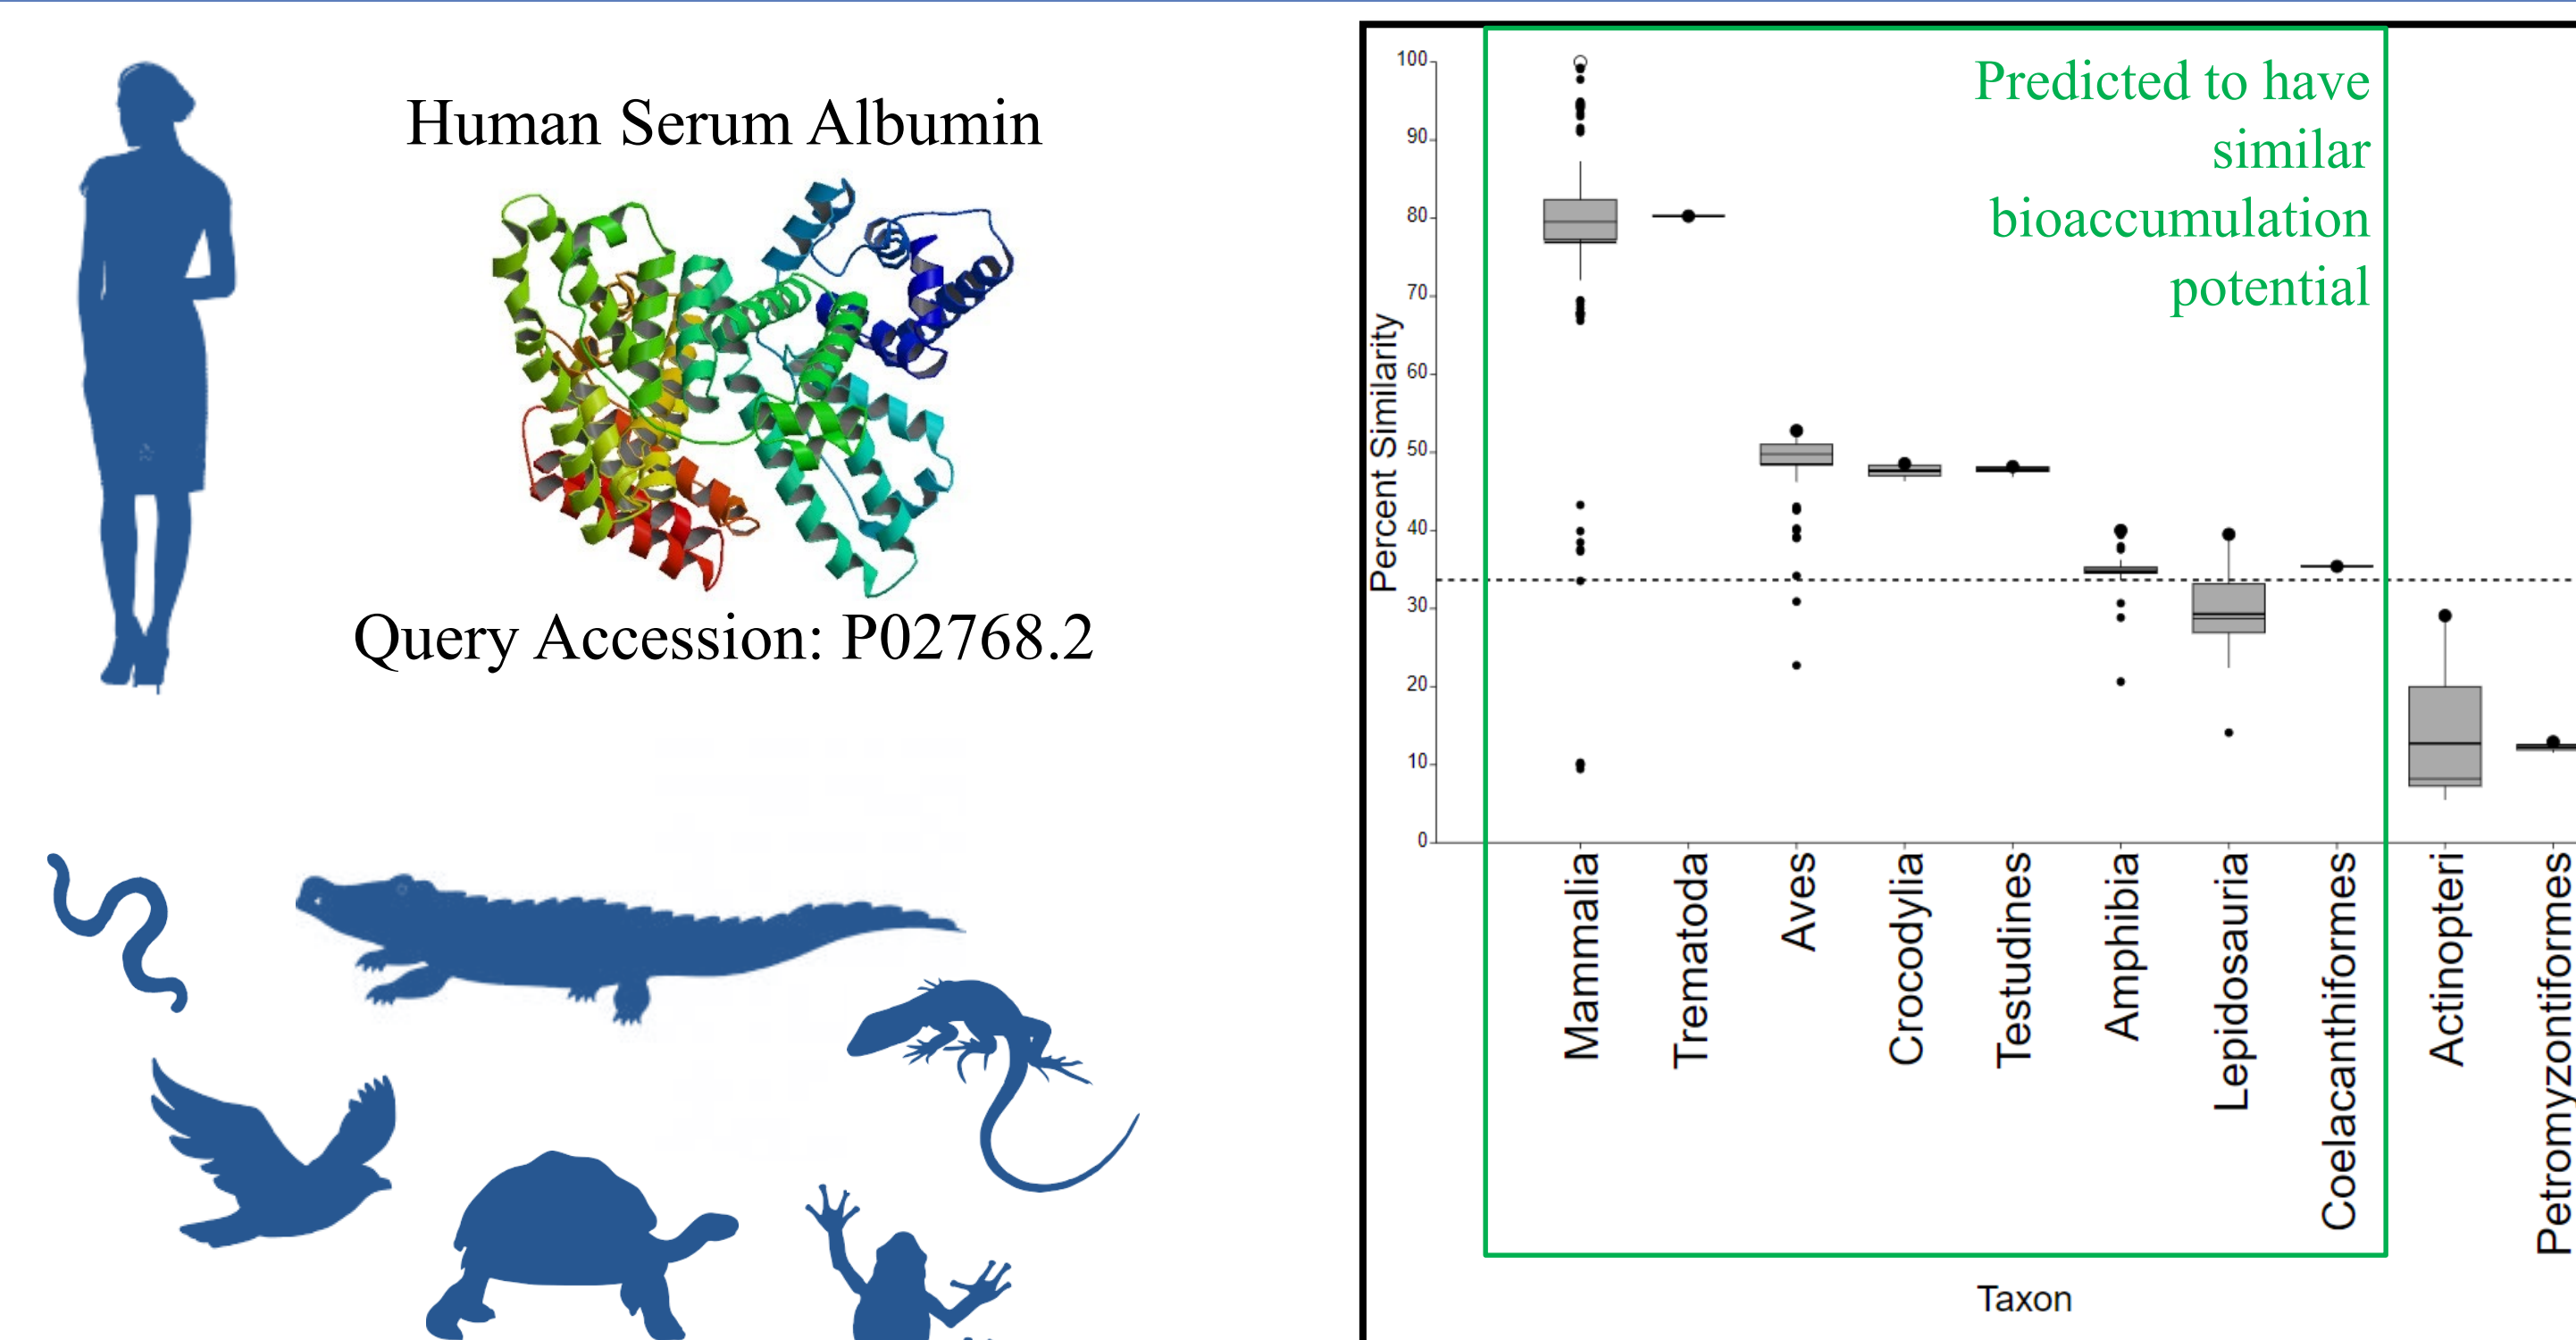 Human Serum Albumin
Query Accession: P02768.2
Predicted to have
similar
bioaccumulation
potential
Percent Similarity
100
90
80
70
60
50
40
30
20
10
0
Mammalia
Trematoda
Aves
Crocodylia
Testudines
Amphibia
Lepidosauria
Coelacanthiformes
Actinopteri
Petromyzontiformes
Taxon